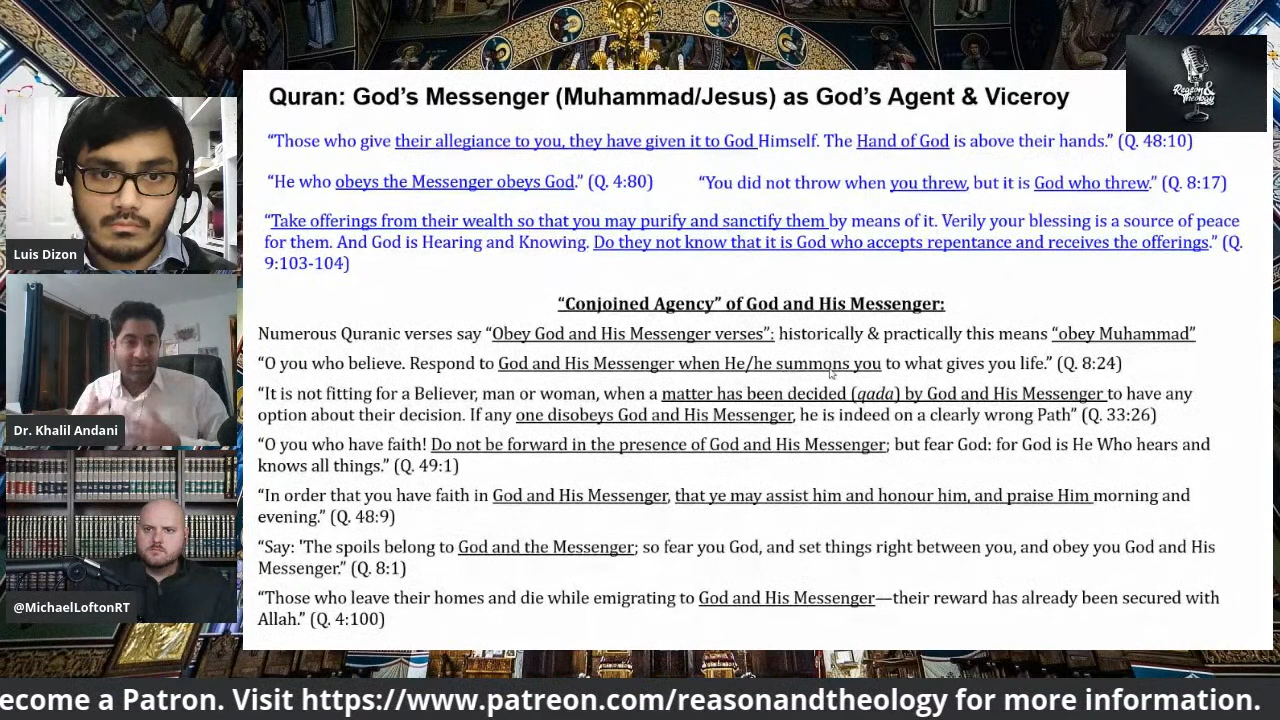 Quran: God’s Messenger (Muhammad/Jesus) as God’s Agent & Viceroy
Reason &
Theology
“Those who give their allegiance to you, they have given it to God Himself. The Hand of God is above their hands.” (Q. 48:10)
“He who obeys the Messenger obeys God.” (Q. 4:80)
“You did not throw when you threw, but it is God who threw.” (Q. 8:17)
“Take offerings from their wealth so that you may purify and sanctify them by means of it. Verily your blessing is a source of peace
for them. And God is Hearing and Knowing. Do they not know that it is God who accepts repentance and receives the offerings.” (Q.
9:103-104)
“Conjoined Agency” of God and His Messenger:
Numerous Quranic verses say “Obey God and His Messenger verses”: historically & practically this means “obey Muhammad”
“O you who believe. Respond to God and His Messenger when He/he summons you to what gives you life.” (Q. 8:24)
“It is not fitting for a Believer, man or woman, when a matter has been decided (qada) by God and His Messenger to have any
option about their decision. If any one disobeys God and His Messenger, he is indeed on a clearly wrong Path” (Q. 33:26)
“O you who have faith! Do not be forward in the presence of God and His Messenger; but fear God: for God is He Who hears and
knows all things.” (Q. 49:1)
“In order that you have faith in God and His Messenger, that ye may assist him and honour him, and praise Him morning and
evening.” (Q. 48:9)
“Say: 'The spoils belong to God and the Messenger; so fear you God, and set things right between you, and obey you God and His
Messenger.” (Q. 8:1)
“Those who leave their homes and die while emigrating to God and His Messenger—their reward has already been secured with
Allah.” (Q. 4:100)
Luis Dizon
Dr. Khalil Andani
@MichaelLoftonRT
ecome a Patron. Visit https://www.patreon.com/reasonandtheology for more information.